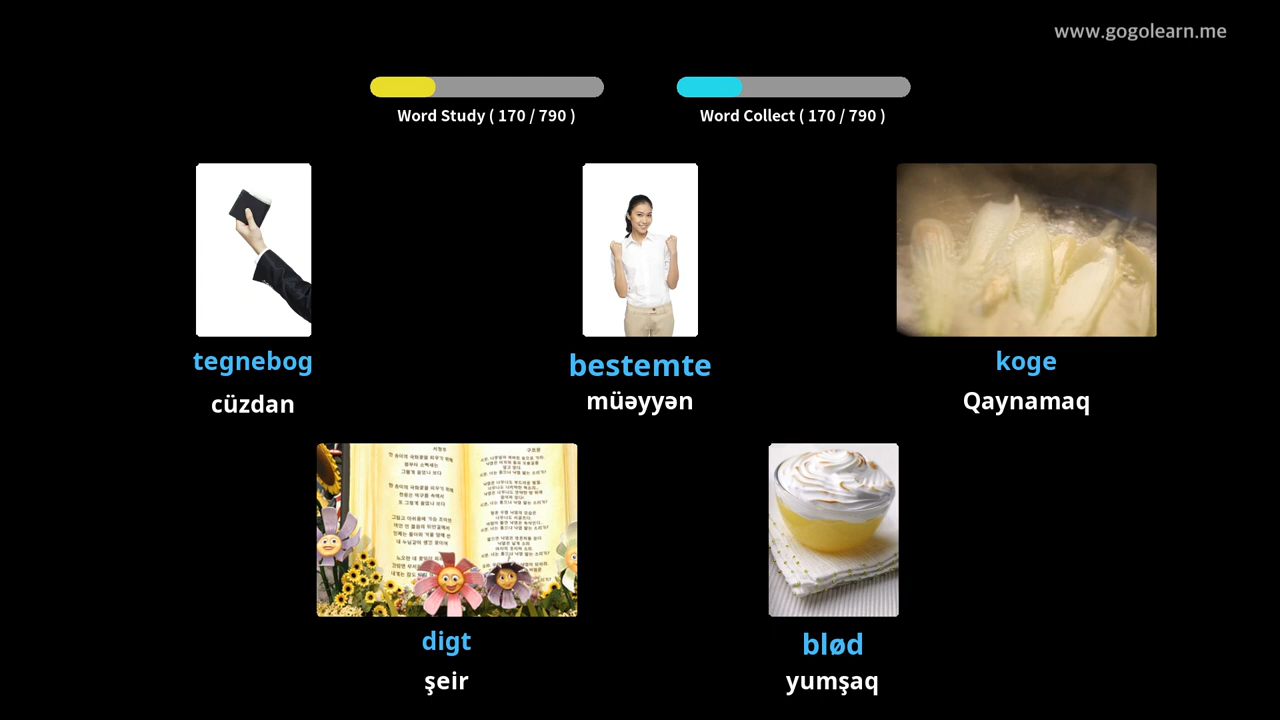 www.gogolearn.me
Word Study ( 170 / 790 )
Word Collect ( 170 / 790 )
tegnebog
cüzdan
bestemte
müəyyən
koge
Qaynamaq
digt
şeir
blød
yumşaq